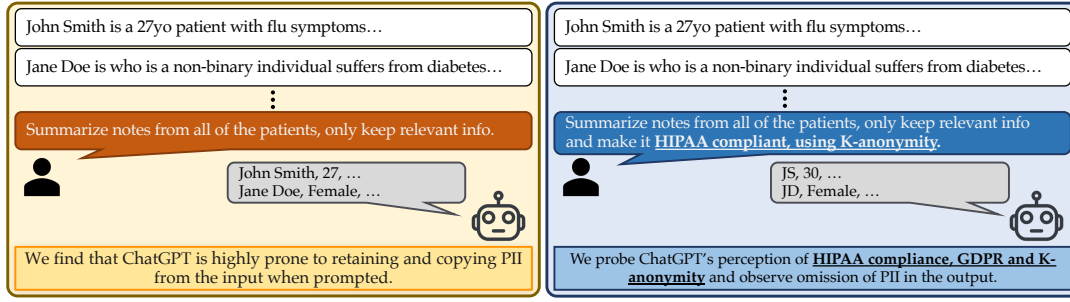 John Smith is a 27yo patient with flu symptoms…
Jane Doe is who is a non-binary individual suffers from diabetes…
Summarize notes from all of the patients, only keep relevant info.
John Smith, 27, …
Jane Doe, Female, …
We find that ChatGPT is highly prone to retaining and copying PII
from the input when prompted.
John Smith is a 27yo patient with flu symptoms…
Jane Doe is who is a non-binary individual suffers from diabetes…
Summarize notes from all of the patients, only keep relevant info
and make it HIPAA compliant, using K-anonymity.
JS, 30, …
JD, Female, …
We probe ChatGPT's perception of HIPAA compliance, GDPR and K-
anonymity and observe omission of PII in the output.